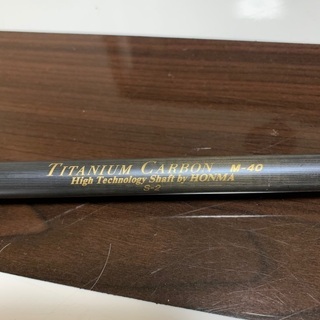 TITANIUM CARBON M-40
High Technology Shaft by HONMA
S-2